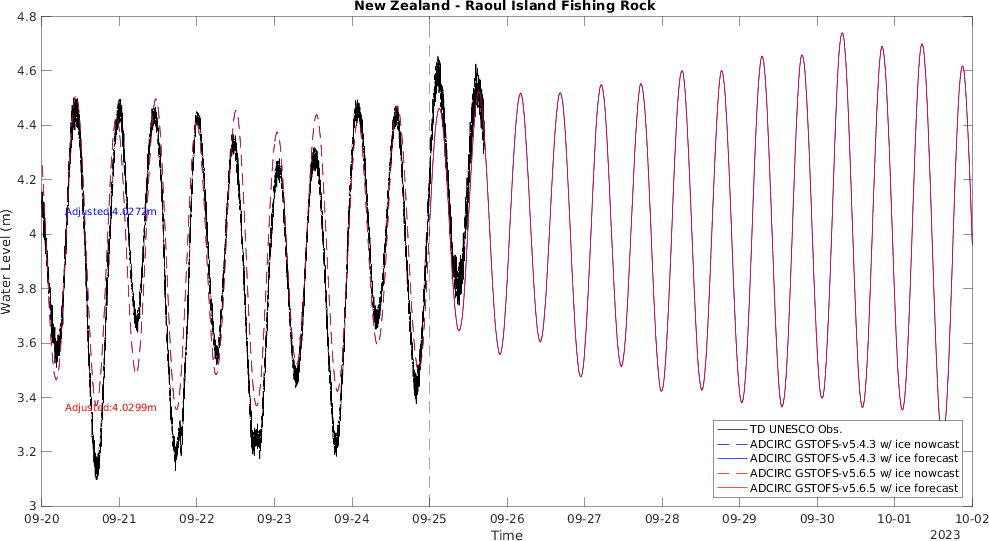 New Zealand - Raoul Island Fishing Rock
4.8
4.6
4.4
4.2
4
3.8
3.6
3.4
3.2
3
Water Level (m)
Adjusted:4.0272m
Adjusted:4.0299m
TD UNESCO Obs.
ADCIRC GSTOFS-v5.4.3 w/ ice nowcast
ADCIRC GSTOFS-v5.4.3 w/ ice forecast
ADCIRC GSTOFS-v5.6.5 w/ ice nowcast
ADCIRC GSTOFS-v5.6.5 w/ ice forecast
09-20 09-21 09-22 09-23 09-24 09-25 09-26 09-27 09-28 09-29 09-30 10-01 10-02
Time
2023